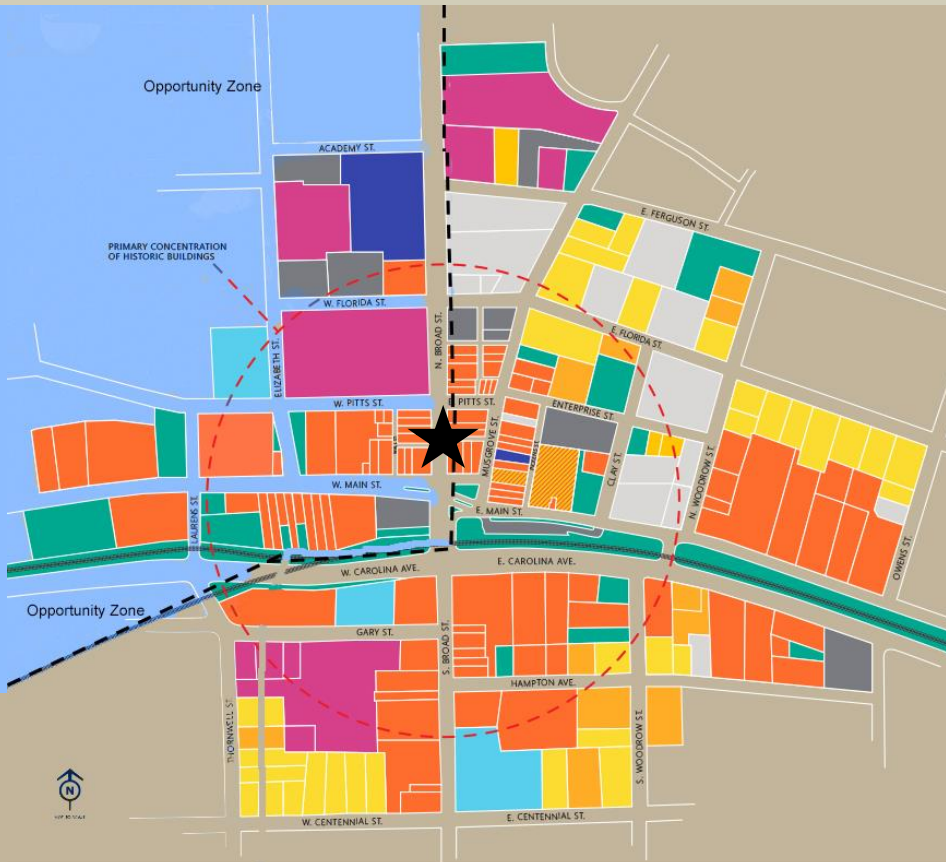 Opportunity Zone
ACADEMY ST.
E. FERGUSON ST.
PRIMARY CONCENTRATION
OF HISTORIC BUILDINGS
W. FLORIDA ST.
N. BROAD ST.
E. FLORIDA ST.
ELIZABETH ST.
W. PITTS ST.
E. PITTS ST.
ENTERPRISE ST.
MUSGROVE ST.
CLAY ST.
N. WOODROW ST.
W. MAIN ST.
E. MAIN ST.
LAURENS ST.
OWENS ST.
W. CAROLINA AVE.
E. CAROLINA AVE.
Opportunity Zone
GARY ST.
S. BROAD ST.
HAMPTON AVE.
THORNWELL ST.
S. WOODROW ST.
N
W. CENTENNIAL ST.
E. CENTENNIAL ST.